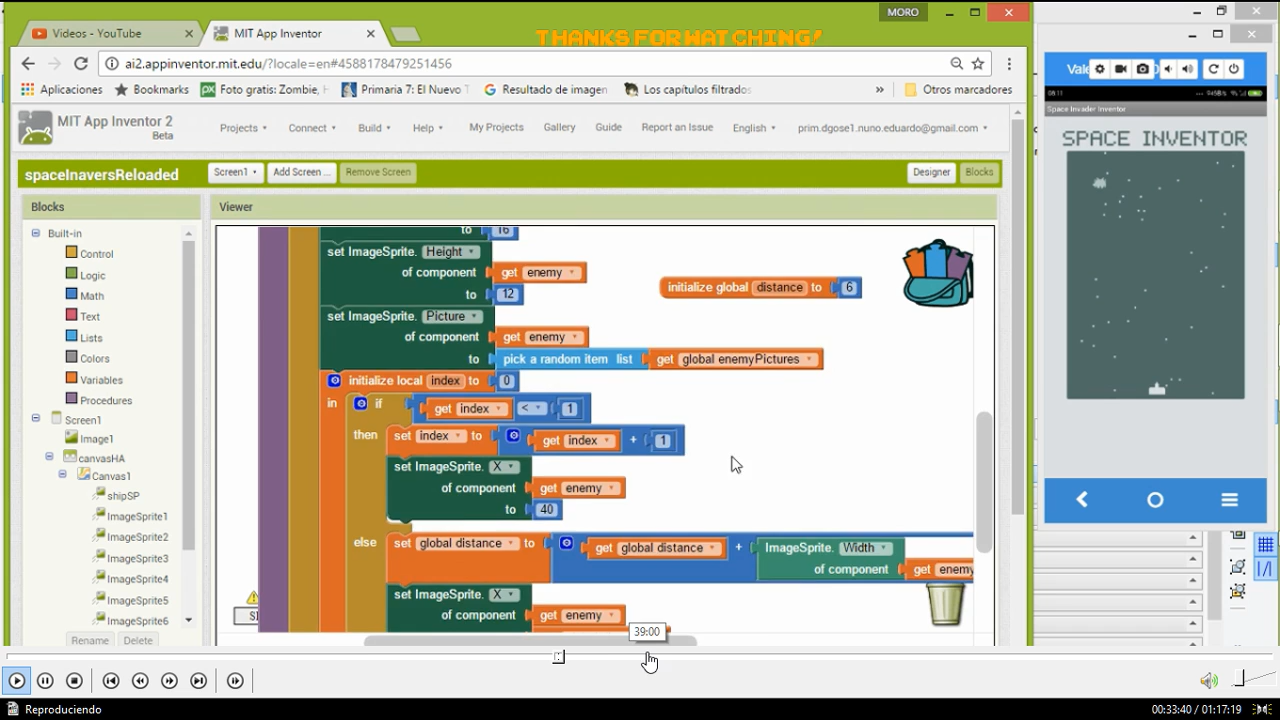 MORO
Videos - YouTube
MIT App Inventor
THANKS FOR WATCHING!
ai2.appinventor.mit.edu/?locale=en#4588178479251456
Aplicaciones
Bookmarks
Foto gratis: Zombie,
Primaria 7: El Nuevo
Resultado de imagen
Los capítulos filtrados
»
Otros marcadores
MIT App Inventor 2
Beta
Projects
Connect
Build
Help
My Projects
Gallery
Guide
Report an Issue
English
prim.dgose1.nuno.eduardo@gmail.com
spaceInaversReloaded
Screen1
Add Screen ...
Remove Screen
Designer
Blocks
Blocks
Viewer
Built-in
Control
Logic
Math
Text
Lists
Colors
Variables
Procedures
Screen1
Image1
canvasHA
Canvas1
shipSP
ImageSprite1
ImageSprite2
ImageSprite3
ImageSprite4
ImageSprite5
ImageSprite6
Rename
Delete
to 16
set ImageSprite. Height
of component get enemy
to 12
initialize global distance to 6
set ImageSprite. Picture
of component get enemy
to pick a random item list get global enemyPictures
initialize local index to 0
in if get index < 1
then set index to get index + 1
set ImageSprite. X
of component get enemy
to 40
else set global distance to get global distance + ImageSprite. Width
of component get enemy
set ImageSprite. X
of component get enemy
39:00
Vale
08:11
Space Invader Inventor
SPACE INVENTOR
Reproduciendo
00:33:40 / 01:17:19